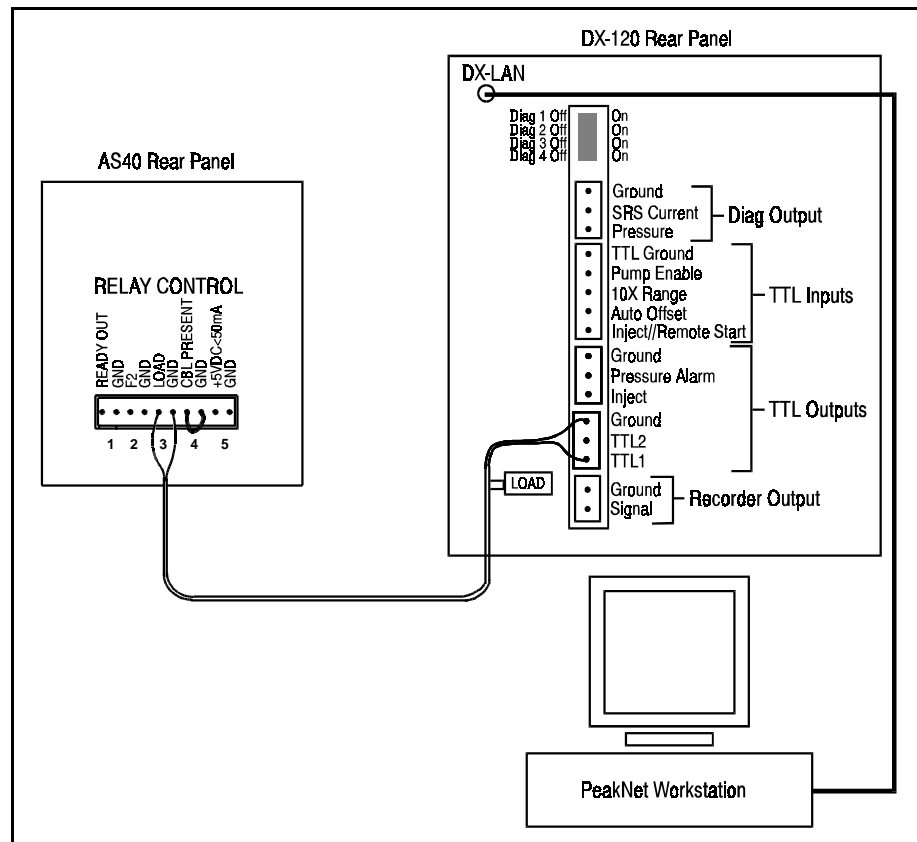 DX-120 Rear Panel
DX-LAN
Diag 1 Off On
Diag 2 Off On
Diag 3 Off On
Diag 4 Off On
Ground
SRS Current
Pressure
Diag Output
TTL Ground
Pump Enable
10X Range
Auto Offset
Inject//Remote Start
TTL Inputs
Ground
Pressure Alarm
Inject
Ground
TTL2
TTL1
TTL Outputs
Ground
Signal
Recorder Output
AS40 Rear Panel
RELAY CONTROL
READY OUT
GND
F2
GND
LOAD
GND
CBL PRESENT
GND
+5VDC<50mA
GND
1 2 3 4 5
LOAD
PeakNet Workstation